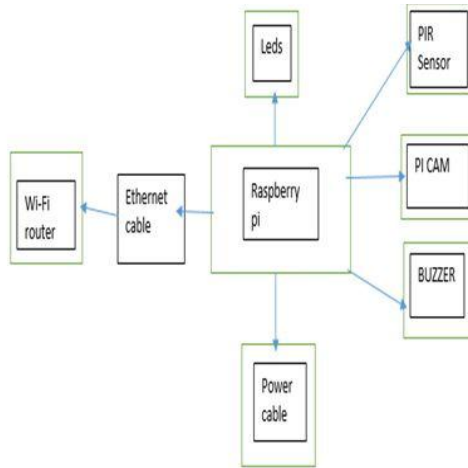 Leds
PIR
Sensor
Wi-Fi
router
Ethernet
cable
Raspberry
pi
PI CAM
BUZZER
Power
cable